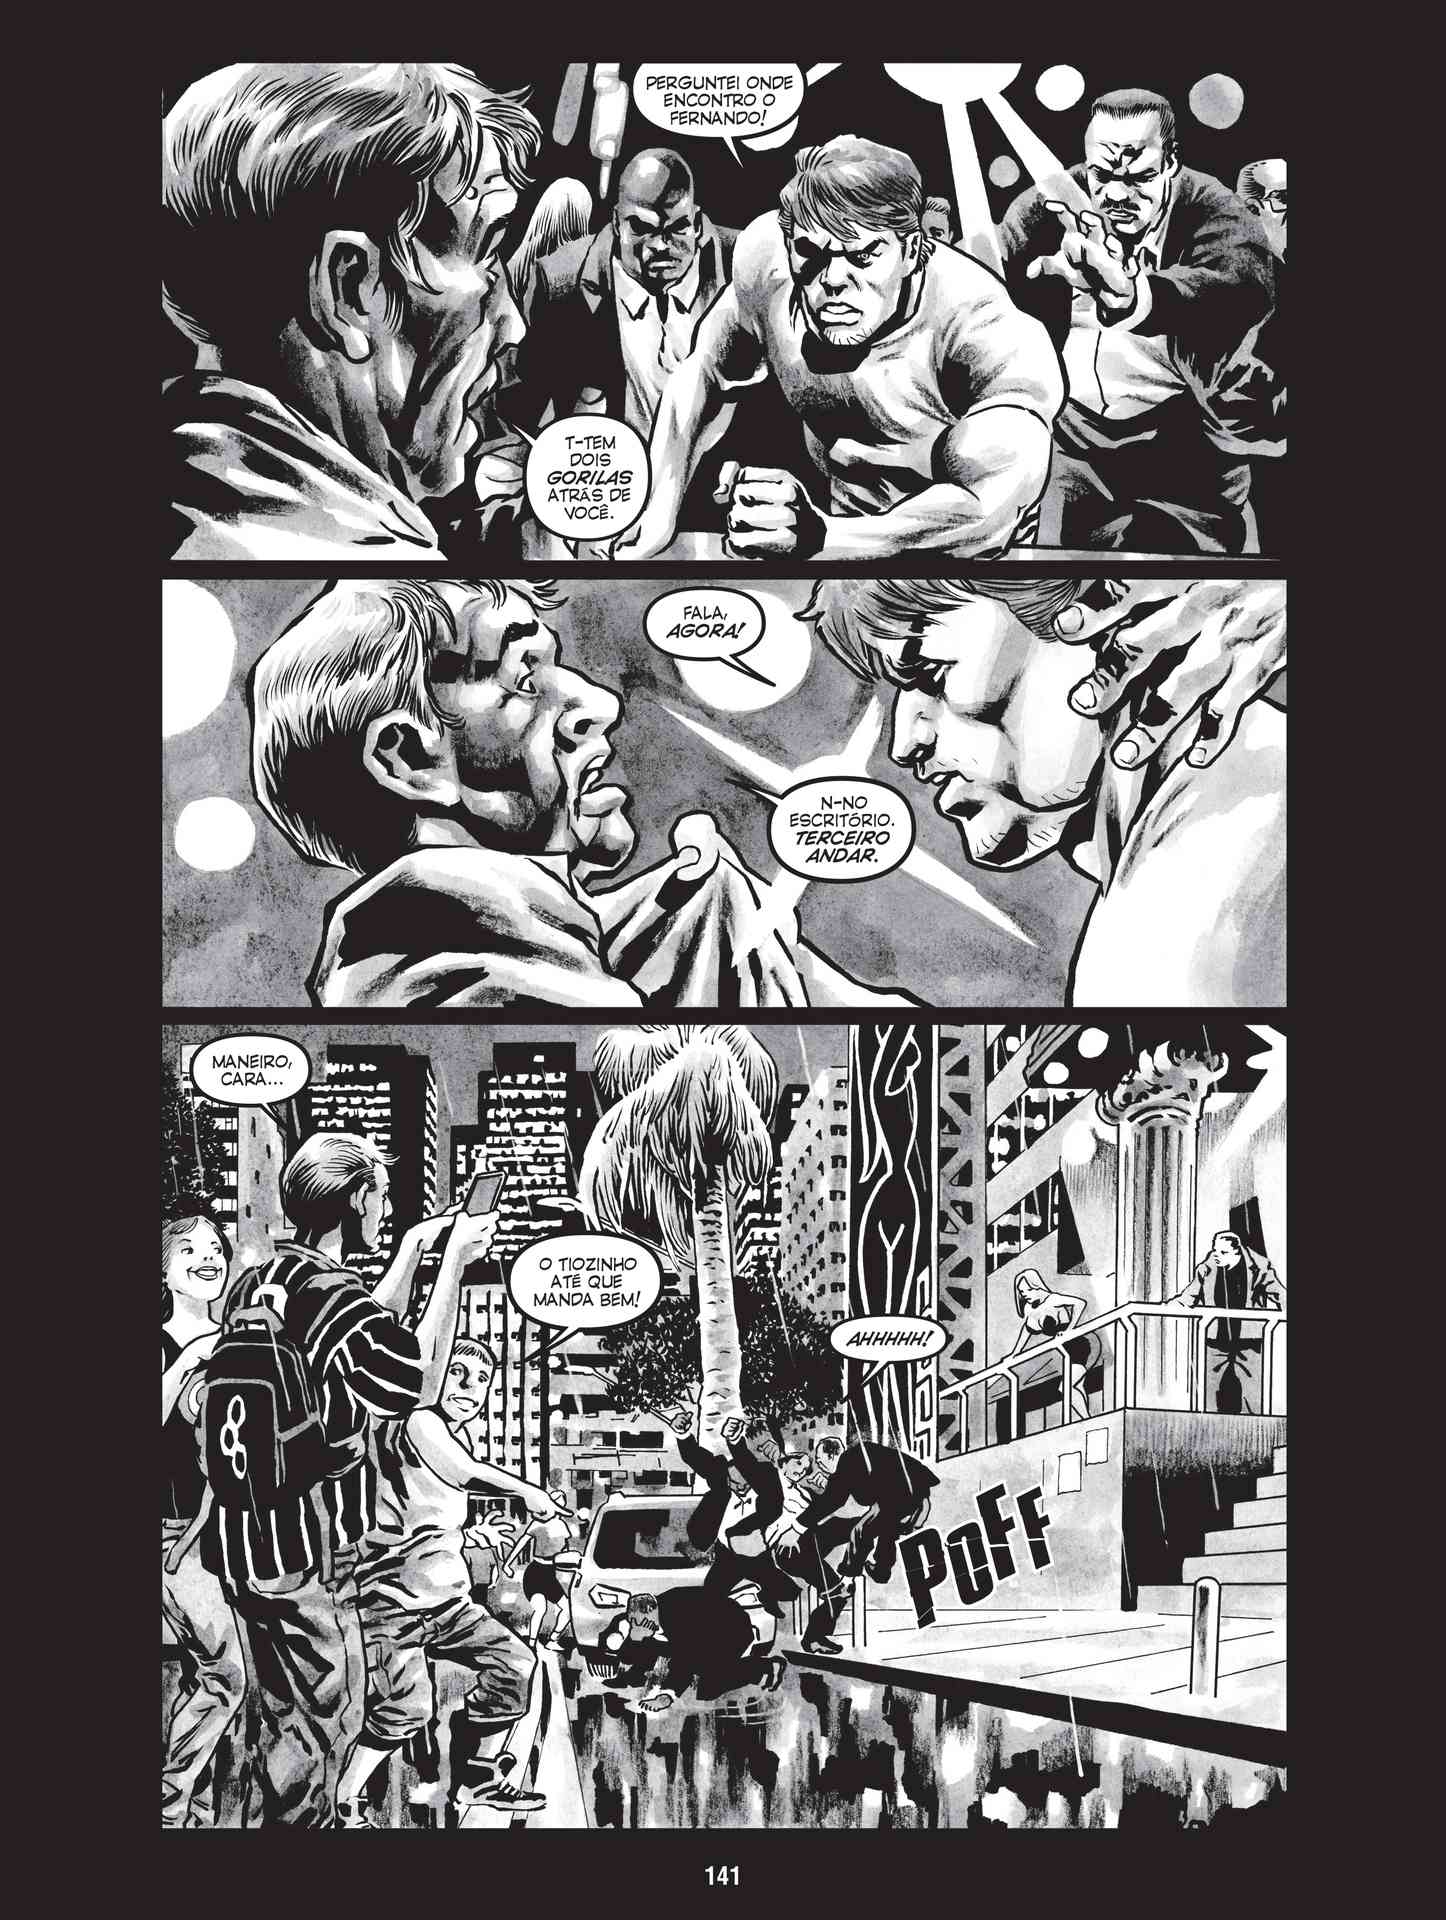 PERGUNTEI ONDE
ENCONTRO O
FERNANDO!
T-TEM
DOIS
GORILAS
ATRÁS DE
VOCÊ.
FALA,
AGORA!
N-NO
ESCRITÓRIO.
TERCEIRO
ANDAR.
MANEIRO,
CARA...
O TIOZINHO
ATÉ QUE
MANDA BEM!
AHHHHH!
POFF
141